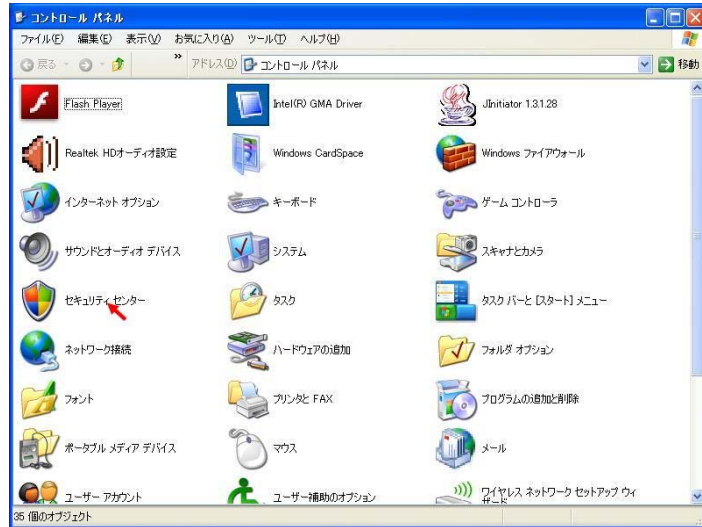 コントロール パネル
ファイル(F) 編集(E) 表示(V) お気に入り(A) ツール(T) ヘルプ(H)
戻る » アドレス(D) コントロール パネル 移動
Flash Player Intel(R) GMA Driver JInitiator 1.3.1.28
Realtek HDオーディオ設定 Windows CardSpace Windows ファイアウォール
インターネット オプション キーボード ゲーム コントローラ
サウンドとオーディオ デバイス システム スキャナとカメラ
セキュリティ センター タスク タスク バーと [スタート] メニュー
ネットワーク接続 ハードウェアの追加 フォルダ オプション
フォント プリンタと FAX プログラムの追加と削除
ポータブル メディア デバイス マウス メール
ユーザー アカウント ユーザー補助のオプション ワイヤレス ネットワーク セットアップ ウィ
ザード
35 個のオブジェクト